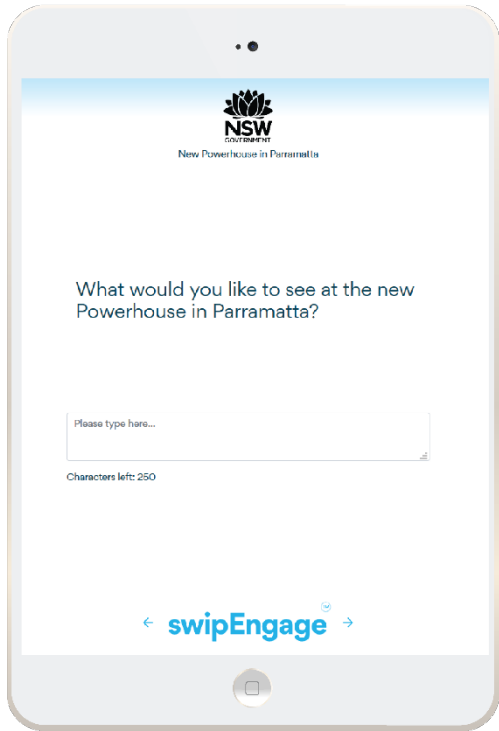 NSW
GOVERNMENT
New Powerhouse in Parramatta
What would you like to see at the new
Powerhouse in Parramatta?
Please type here...
Characters left: 250
← swipEngage →